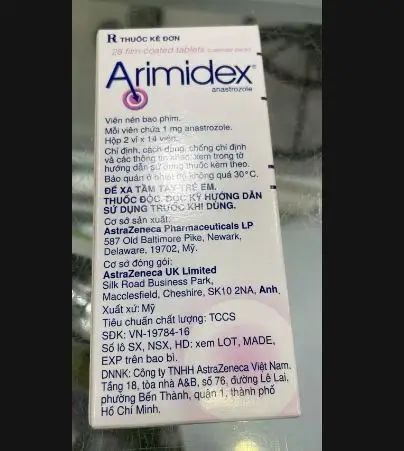 ℞ THUỐC KÊ ĐƠN
28 film-coated tablets
Arimidex®
anastrozole
Viên nén bao phim.
Mỗi viên chứa 1 mg anastrozole.
Hộp 2 vỉ x 14 viên.
Chỉ định, cách dùng, chống chỉ định
và các thông tin khác: xem trong tờ
hướng dẫn sử dụng thuốc kèm theo.
Bảo quản ở nhiệt độ không quá 30°C.
ĐỂ XA TẦM TAY TRẺ EM.
THUỐC ĐỘC. ĐỌC KỸ HƯỚNG DẪN
SỬ DỤNG TRƯỚC KHI DÙNG.
Cơ sở sản xuất:
AstraZeneca Pharmaceuticals LP
587 Old Baltimore Pike, Newark,
Delaware, 19702, Mỹ.
Cơ sở đóng gói:
AstraZeneca UK Limited
Silk Road Business Park,
Macclesfield, Cheshire, SK10 2NA, Anh.
Xuất xứ: Mỹ
Tiêu chuẩn chất lượng: TCCS
SĐK: VN-19784-16
Số lô SX, NSX, HD: xem LOT, MADE,
EXP trên bao bì.
DNNK: Công ty TNHH AstraZeneca Việt Nam.
Tầng 18, tòa nhà A&B, số 76, đường Lê Lai,
phường Bến Thành, quận 1, thành phố
Hồ Chí Minh.